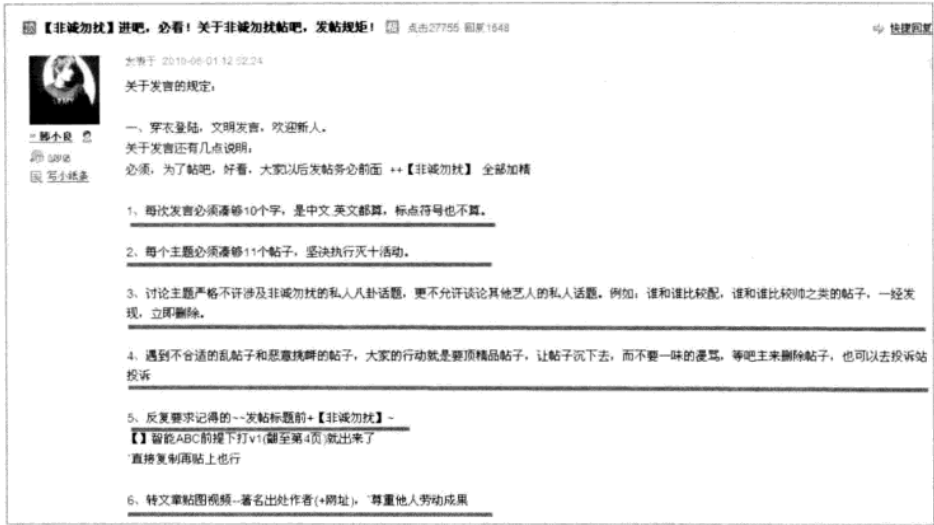 【非诚勿扰】进吧，必看！关于非诚勿扰帖吧，发帖规矩！ 点击27755 回复1648 快捷回复
发表于 2010-06-01 12:52:24
关于发言的规定：
一、穿衣登陆，文明发言，欢迎新人。
关于发言还有几点说明：
必须，为了帖吧，好看，大家以后发帖务必前面 ++【非诚勿扰】 全部加精
写小纸条
1、每次发言必须凑够10个字，是中文.英文都算，标点符号也不算。
2、每个主题必须凑够11个帖子，坚决执行灭十活动。
3、讨论主题严格不许涉及非诚勿扰的私人八卦话题，更不允许谈论其他艺人的私人话题。例如：谁和谁比较配，谁和谁比较帅之类的帖子，一经发
现，立即删除。
4、遇到不合适的乱帖子和恶意挑衅的帖子，大家的行动就是要顶精品帖子，让帖子沉下去，而不要一味的谩骂，等吧主来删除帖子，也可以去投诉站
投诉
5、反复要求记得的~~发帖标题前+【非诚勿扰】~
【】智能ABC前提下打v1(翻至第4页)就出来了
`直接复制再贴上也行
6、转文章贴图视频--著名出处作者(+网址)，`尊重他人劳动成果